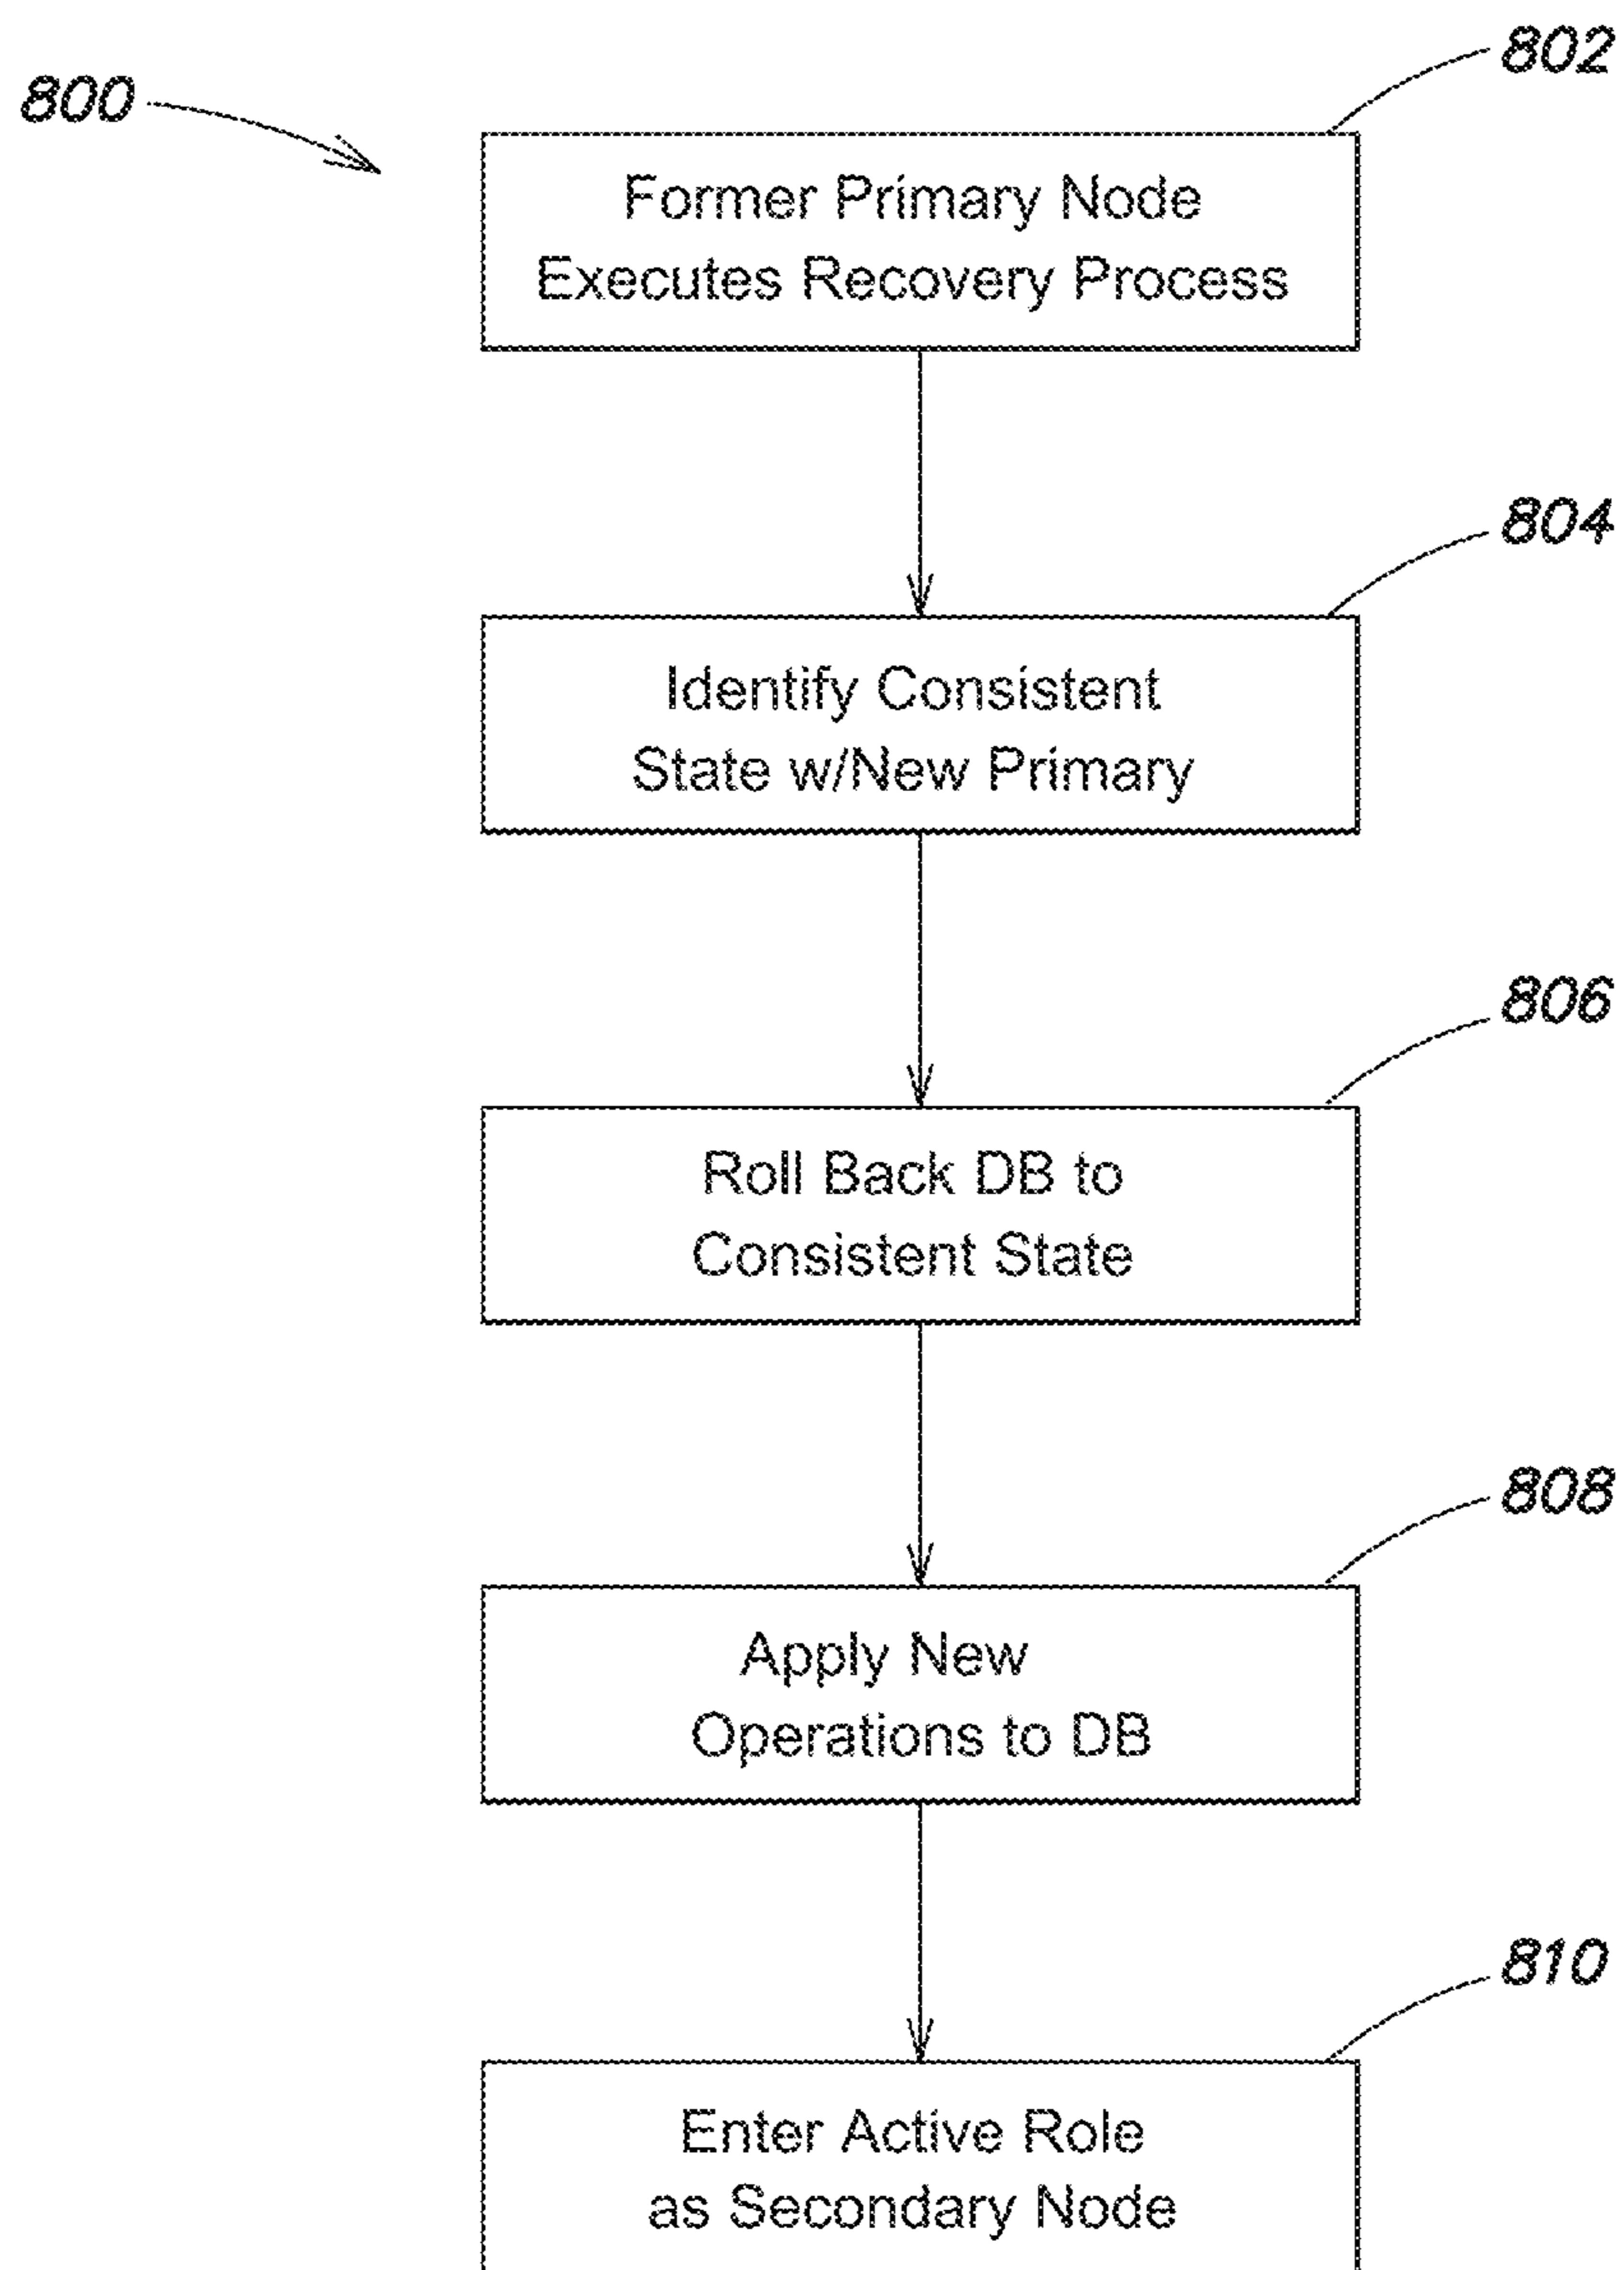 802
800
Former Primary Node
Executes Recovery Process
804
Identify Consistent
State w/New Primary
806
Roll Back DB to
Consistent State
808
Apply New
Operations to DB
810
Enter Active Role
as Secondary Node